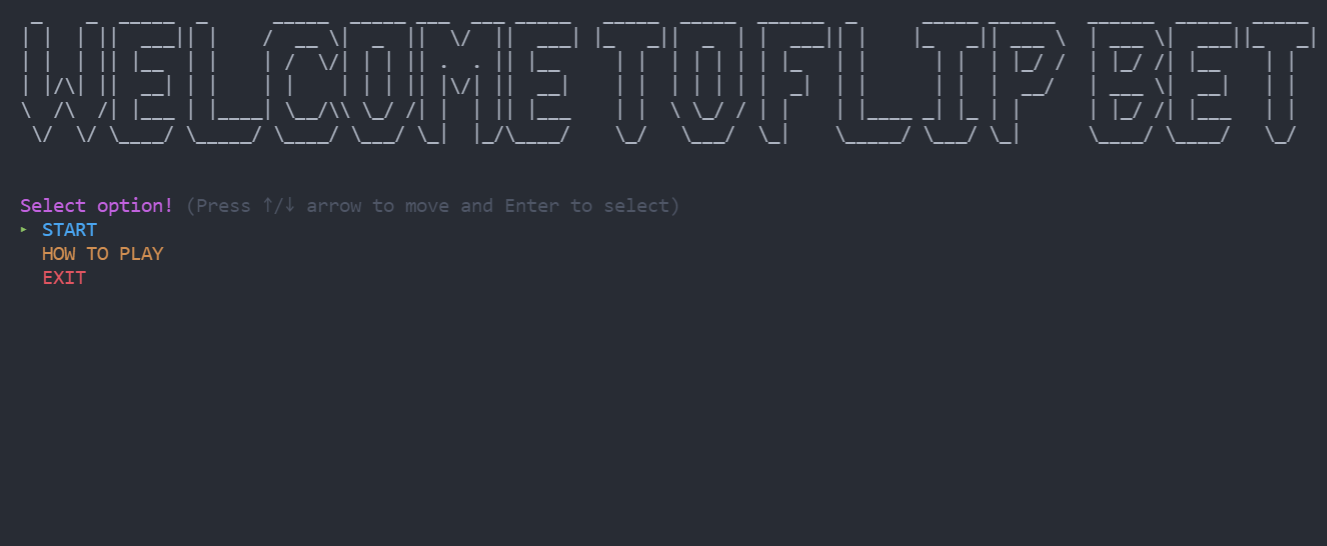 WELCOME TO FLIP BET
Select option! (Press ↑/↓ arrow to move and Enter to select)
▸ START
HOW TO PLAY
EXIT